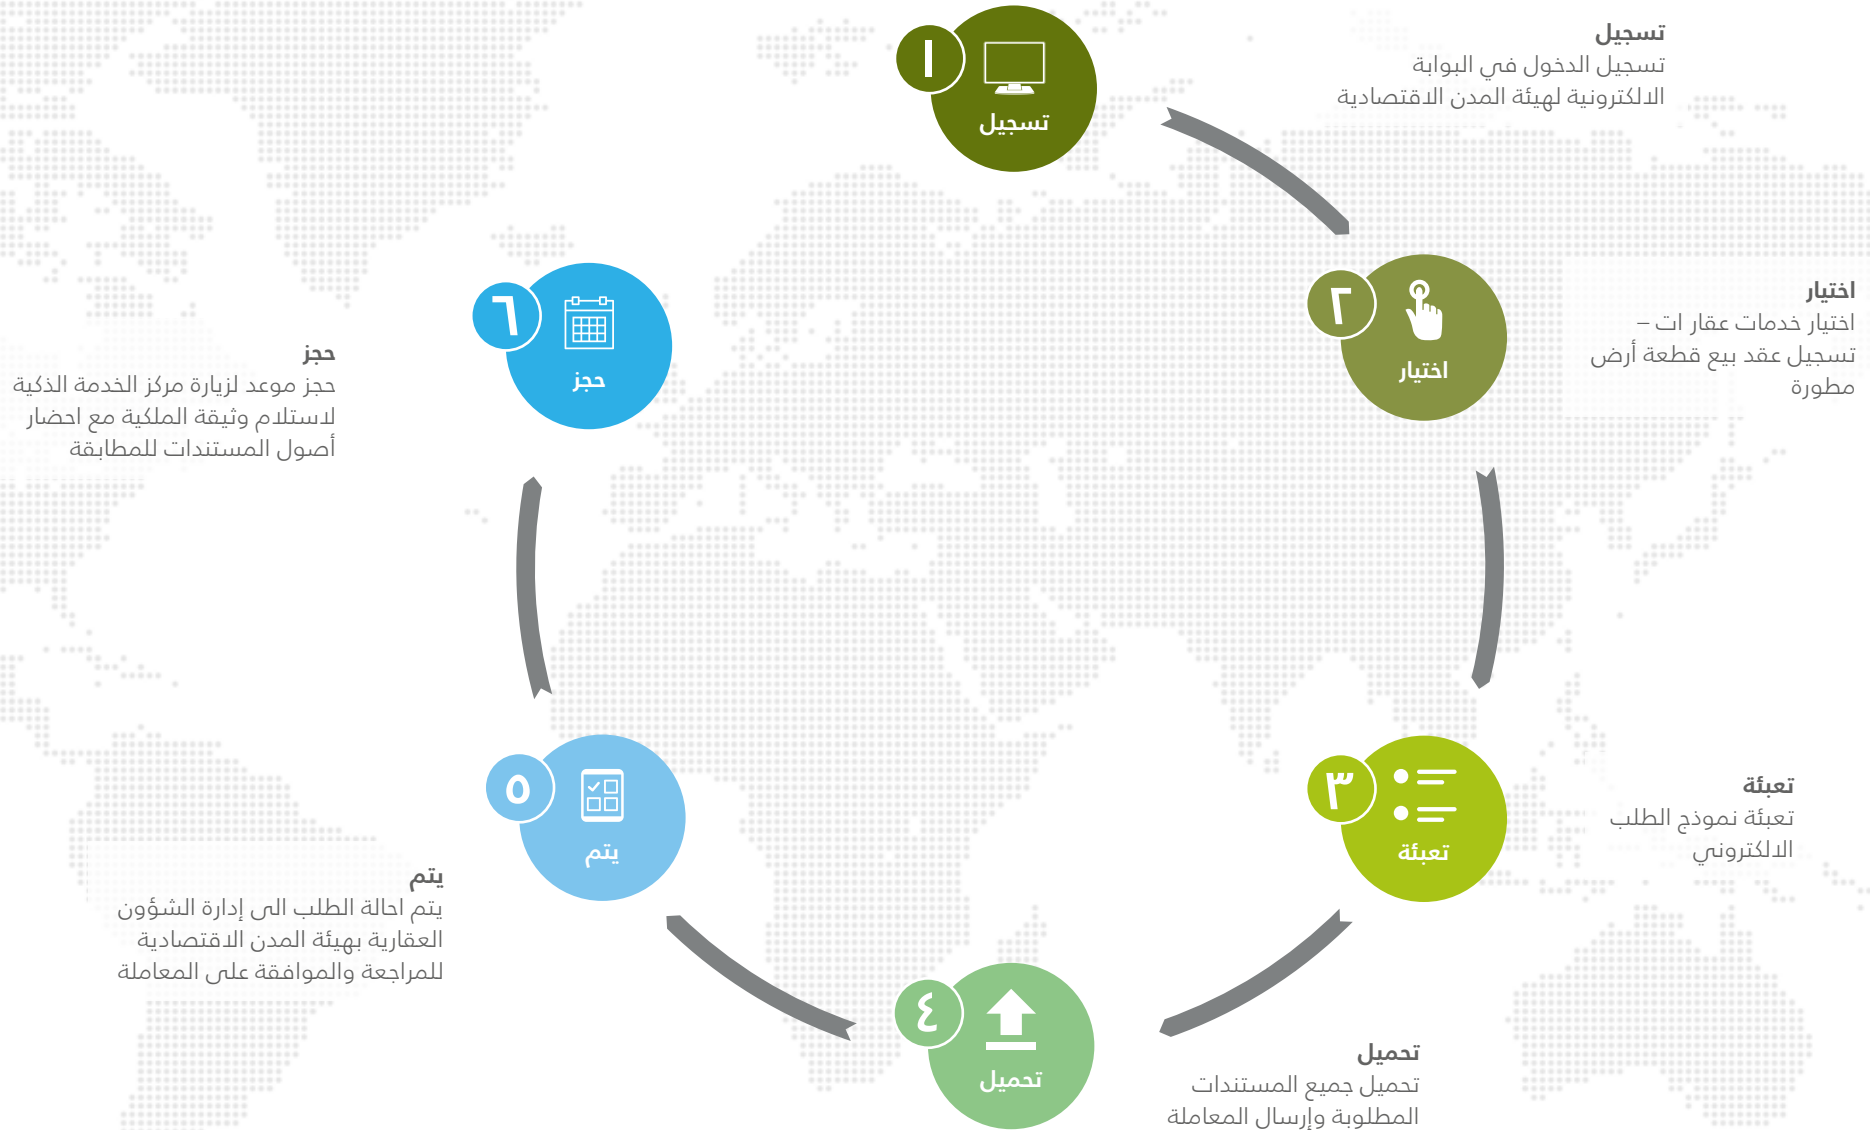 ١
تسجيل
تسجيل
تسجيل الدخول في البوابة
الالكترونية لهيئة المدن الاقتصادية
٢
اختيار
اختيار
اختيار خدمات عقار ات –
تسجيل عقد بيع قطعة أرض
مطورة
٣
تعبئة
تعبئة
تعبئة نموذج الطلب
الالكتروني
٤
تحميل
تحميل
تحميل جميع المستندات
المطلوبة وإرسال المعاملة
٥
يتم
يتم
يتم احالة الطلب الى إدارة الشؤون
العقارية بهيئة المدن الاقتصادية
للمراجعة والموافقة على المعاملة
٦
حجز
حجز
حجز موعد لزيارة مركز الخدمة الذكية
لاستلام وثيقة الملكية مع احضار
أصول المستندات للمطابقة